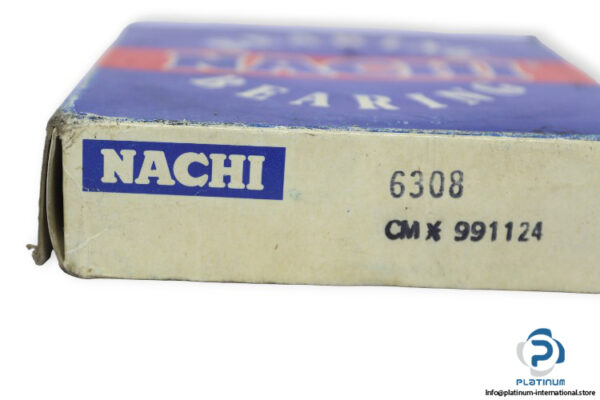 NACHI
BEARING
NACHI
6308
CM 991124
PLATINUM
Info@platinum-international.store